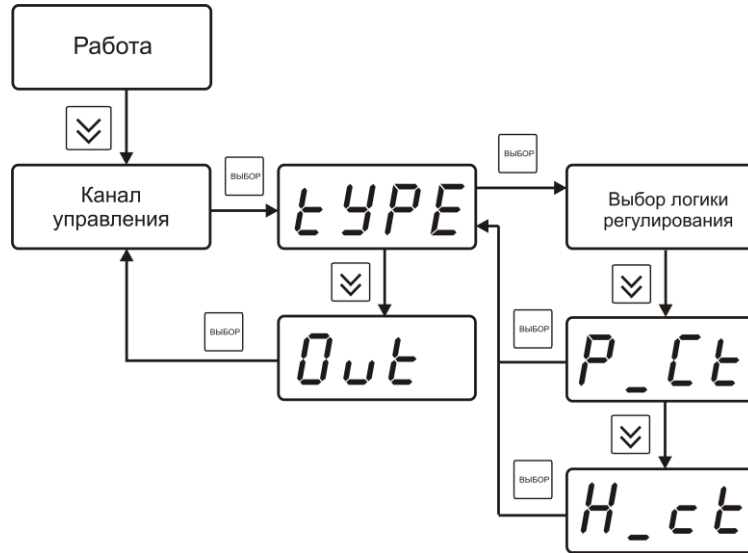 Работа
Канал
управления
ВЫБОР
tYPE
ВЫБОР
Выбор логики
регулирования
ВЫБОР
Out
ВЫБОР
P_Ct
ВЫБОР
H_ct